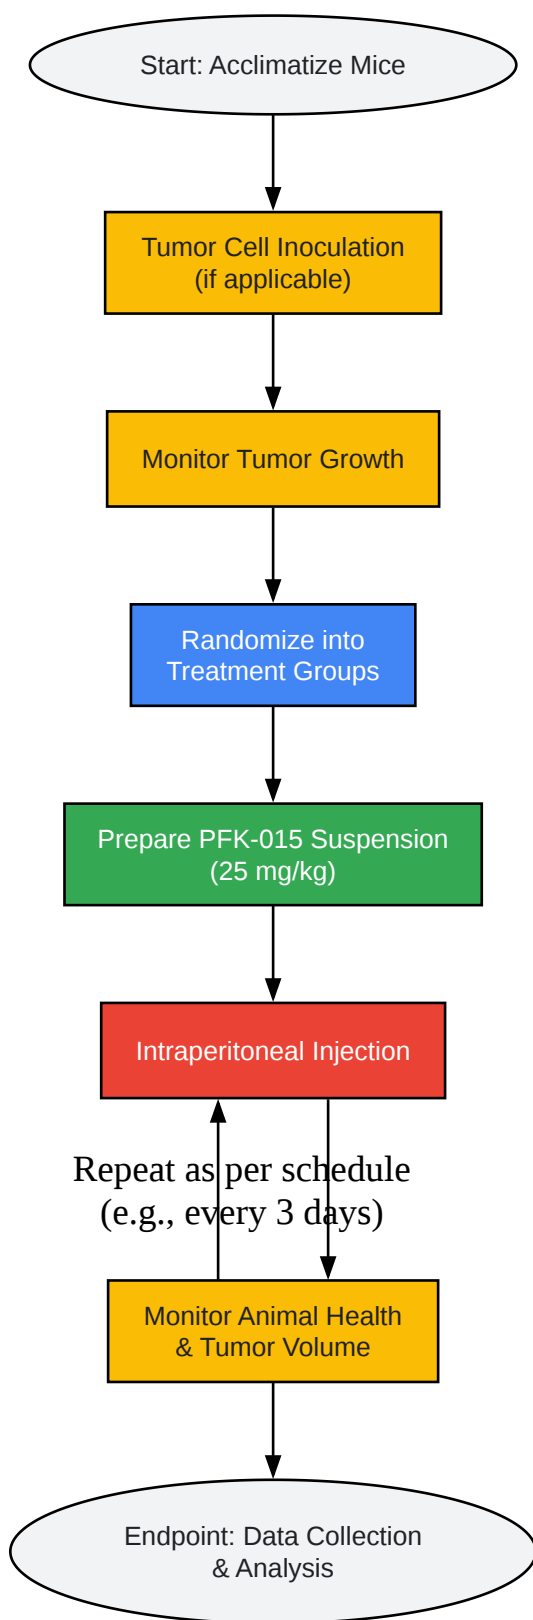 Start: Acclimatize Mice
Tumor Cell Inoculation
(if applicable)
Monitor Tumor Growth
Randomize into
Treatment Groups
Prepare PFK-015 Suspension
(25 mg/kg)
Intraperitoneal Injection
Repeat as per schedule
(e.g., every 3 days)
Monitor Animal Health
& Tumor Volume
Endpoint: Data Collection
& Analysis